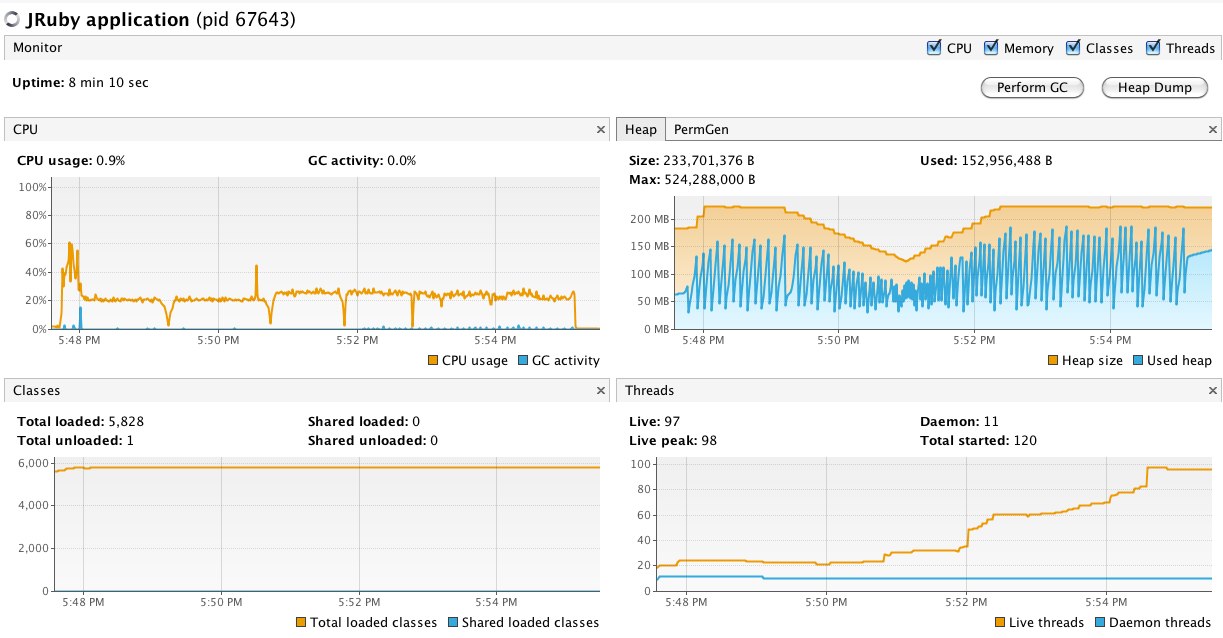 JRuby application (pid 67643)
Monitor
CPU Memory Classes Threads
Uptime: 8 min 10 sec
Perform GC Heap Dump
CPU
CPU usage: 0.9% GC activity: 0.0%
100%
80%
60%
40%
20%
0%
5:48 PM 5:50 PM 5:52 PM 5:54 PM
CPU usage GC activity
Heap PermGen
Size: 233,701,376 B Used: 152,956,488 B
Max: 524,288,000 B
200 MB
150 MB
100 MB
50 MB
0 MB
5:48 PM 5:50 PM 5:52 PM 5:54 PM
Heap size Used heap
Classes
Total loaded: 5,828 Shared loaded: 0
Total unloaded: 1 Shared unloaded: 0
6,000
4,000
2,000
0
5:48 PM 5:50 PM 5:52 PM 5:54 PM
Total loaded classes Shared loaded classes
Threads
Live: 97 Daemon: 11
Live peak: 98 Total started: 120
100
80
60
40
20
0
5:48 PM 5:50 PM 5:52 PM 5:54 PM
Live threads Daemon threads